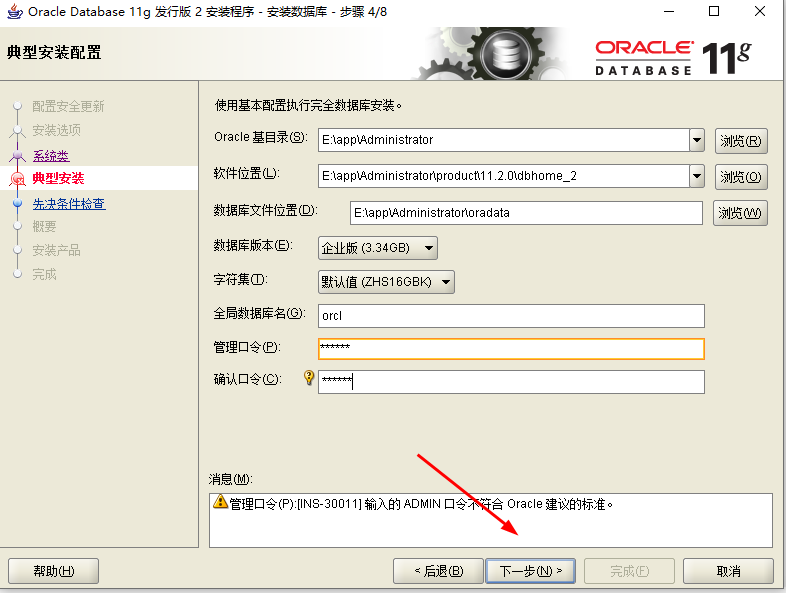 Oracle Database 11g 发行版 2 安装程序 - 安装数据库 - 步骤 4/8
典型安装配置
ORACLE
DATABASE
11g
配置安全更新
安装选项
系统类
典型安装
先决条件检查
概要
安装产品
完成
使用基本配置执行完全数据库安装。
Oracle 基目录(S):
E:\app\Administrator
浏览(R)
软件位置(L):
E:\app\Administrator\product\11.2.0\dbhome_2
浏览(O)
数据库文件位置(D):
E:\app\Administrator\oradata
浏览(W)
数据库版本(E):
企业版 (3.34GB)
字符集(T):
默认值 (ZHS16GBK)
全局数据库名(G):
orcl
管理口令(P):
******
确认口令(C):
******
消息(M):
管理口令(P):[INS-30011] 输入的 ADMIN 口令不符合 Oracle 建议的标准。
帮助(H)
< 后退(B)
下一步(N) >
完成(F)
取消